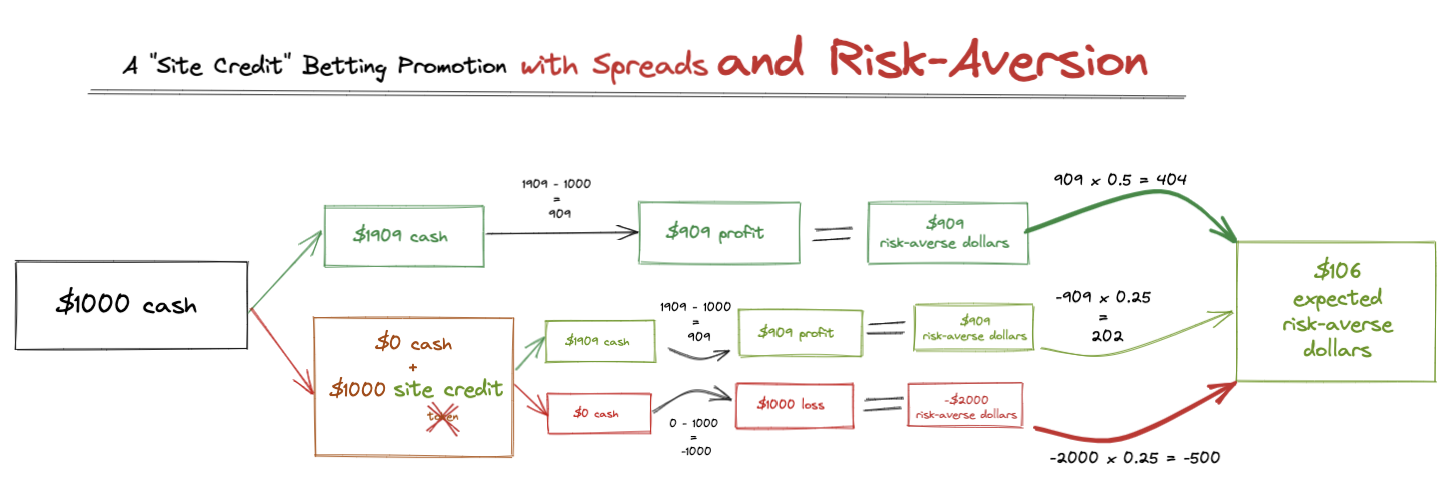 A "Site Credit" Betting Promotion with Spreads and Risk-Aversion
$1000 cash
$1909 cash
1909 - 1000
=
909
$909 profit
$909
risk-averse dollars
909 x 0.5 = 404
$0 cash
+
$1000 site credit
token
$1909 cash
1909 - 1000
=
909
$909 profit
$909
risk-averse dollars
-909 x 0.25
=
202
$0 cash
0 - 1000
=
-1000
$1000 loss
-$2000
risk-averse dollars
-2000 x 0.25 = -500
$106
expected
risk-averse
dollars